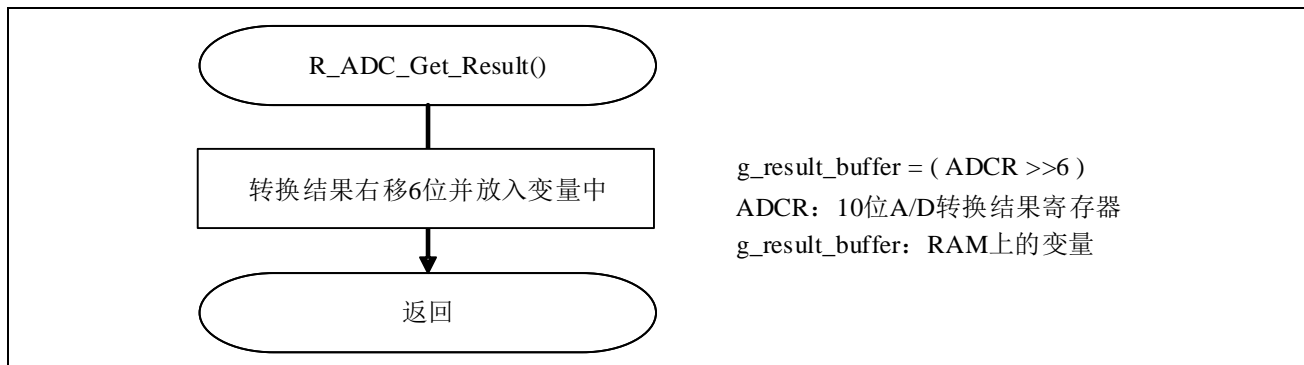 R_ADC_Get_Result()
转换结果右移6位并放入变量中
g_result_buffer = ( ADCR >>6 )
ADCR：10位A/D转换结果寄存器
g_result_buffer：RAM上的变量
返回